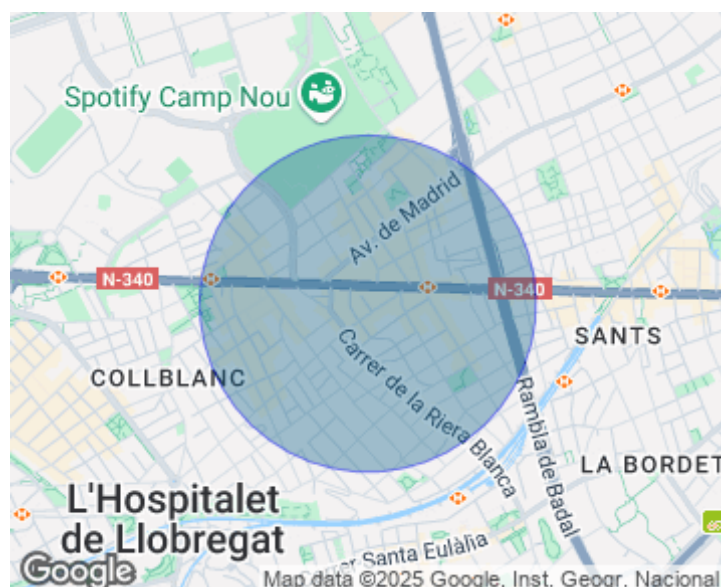 Spotify Camp Nou
Av. de Madrid
N-340
N-340
SANTS
COLLBLANC
Carrer de la Riera Blanca
Rambla de Badal
LA BORDET
L'Hospitalet
de Llobregat
er Santa Eulàlia
Google
Map data ©2025 Google, Inst. Geogr. Nacional